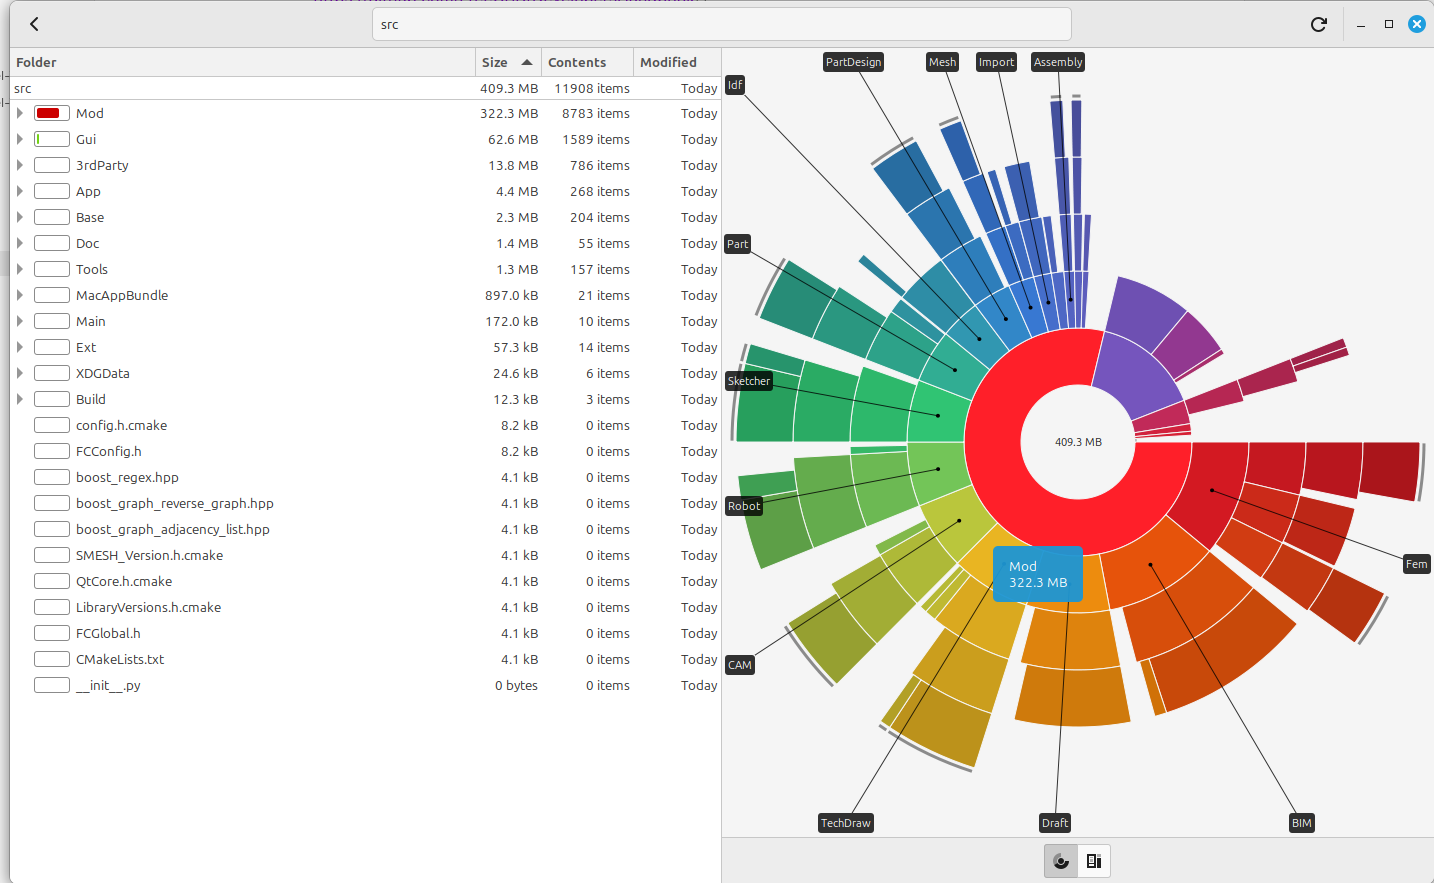 src
Folder Size Contents Modified
src 409.3 MB 11908 items Today
Mod 322.3 MB 8783 items Today
Gui 62.6 MB 1589 items Today
3rdParty 13.8 MB 786 items Today
App 4.4 MB 268 items Today
Base 2.3 MB 204 items Today
Doc 1.4 MB 55 items Today
Tools 1.3 MB 157 items Today
MacAppBundle 897.0 kB 21 items Today
Main 172.0 kB 10 items Today
Ext 57.3 kB 14 items Today
XDGData 24.6 kB 6 items Today
Build 12.3 kB 3 items Today
config.h.cmake 8.2 kB 0 items Today
FCConfig.h 8.2 kB 0 items Today
boost_regex.hpp 4.1 kB 0 items Today
boost_graph_reverse_graph.hpp 4.1 kB 0 items Today
boost_graph_adjacency_list.hpp 4.1 kB 0 items Today
SMESH_Version.h.cmake 4.1 kB 0 items Today
QtCore.h.cmake 4.1 kB 0 items Today
LibraryVersions.h.cmake 4.1 kB 0 items Today
FCGlobal.h 4.1 kB 0 items Today
CMakeLists.txt 4.1 kB 0 items Today
__init__.py 0 bytes 0 items Today
PartDesign Mesh Import Assembly
Idf
Part
Sketcher
409.3 MB
Robot
Fem
Mod
322.3 MB
CAM
TechDraw Draft BIM